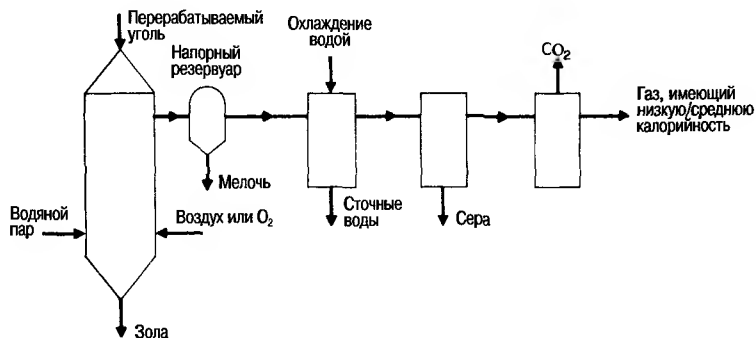 Перерабатываемый
уголь
Напорный
резервуар
Охлаждение
водой
CO₂
Газ, имеющий
низкую/среднюю
калорийность
Мелочь
Водяной
пар
Воздух или O₂
Сточные
воды
Сера
Зола